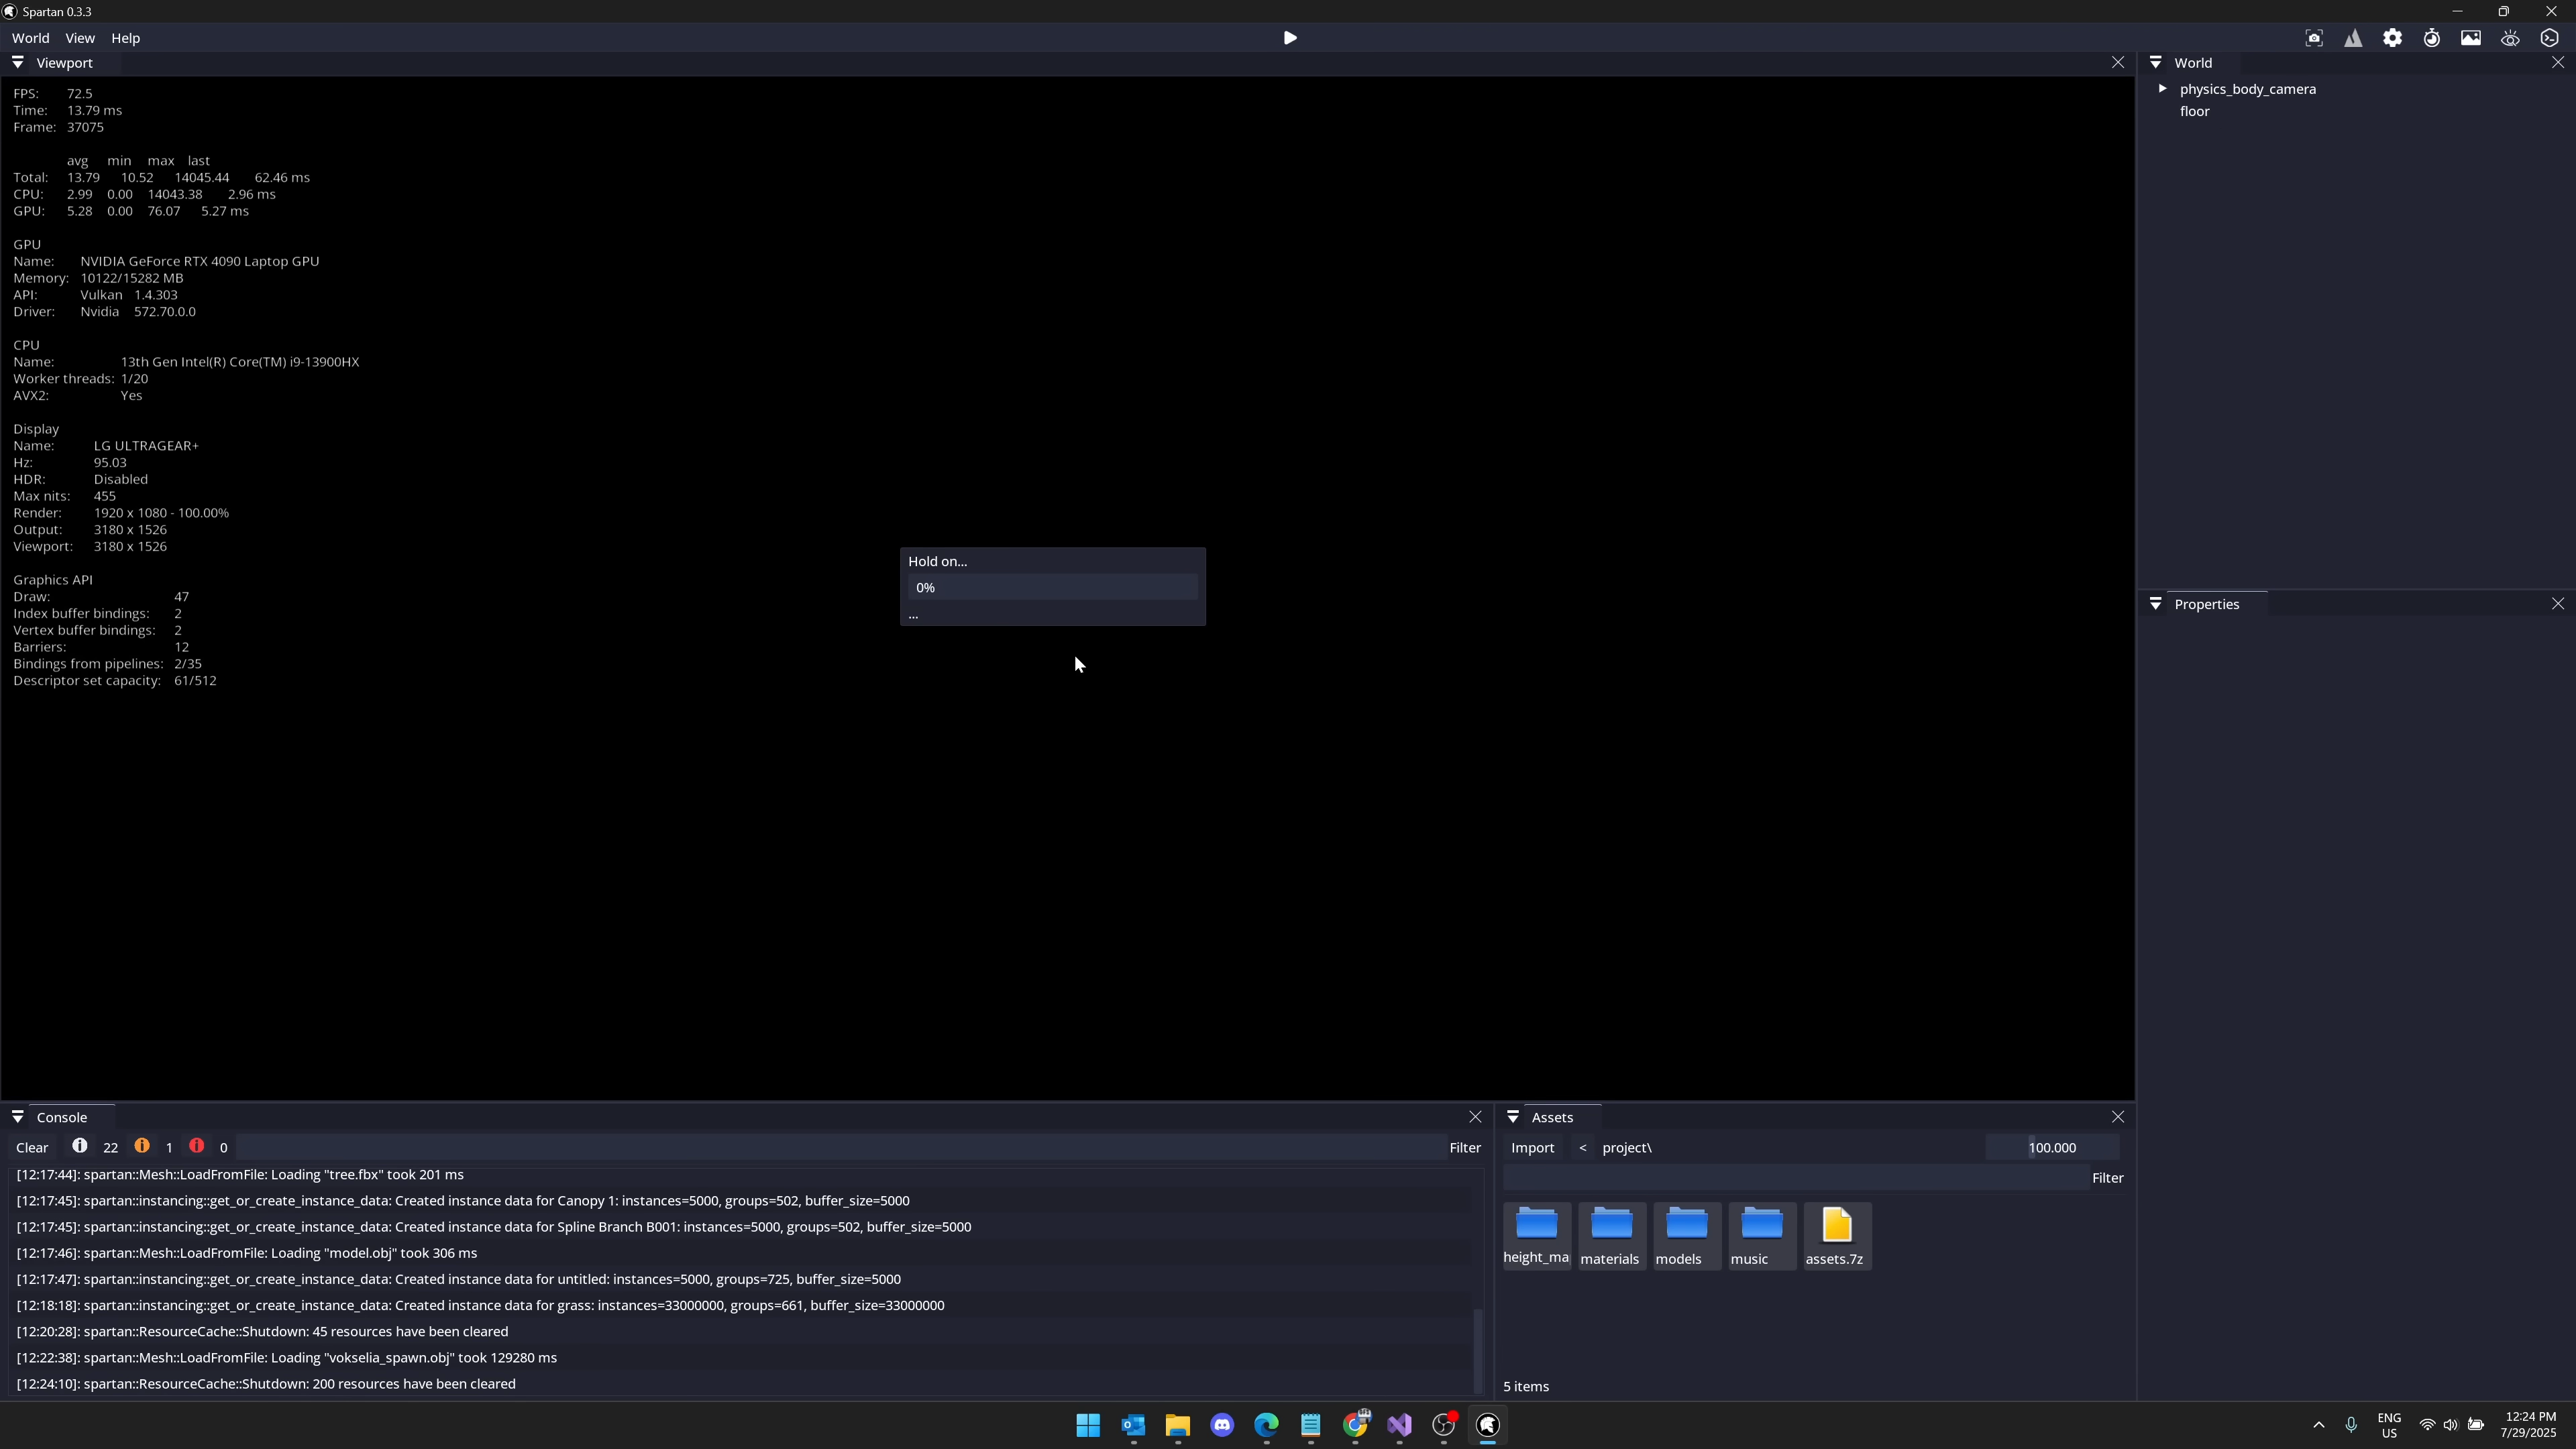 Spartan 0.3.3
World View Help
Viewport
World
FPS: 72.5
Time: 13.79 ms
Frame: 37075
avg min max last
Total: 13.79 10.52 14045.44 62.46 ms
CPU: 2.99 0.00 14043.38 2.96 ms
GPU: 5.28 0.00 76.07 5.27 ms
GPU
Name: NVIDIA GeForce RTX 4090 Laptop GPU
Memory: 10122/15282 MB
API: Vulkan 1.4.303
Driver: Nvidia 572.70.0.0
CPU
Name: 13th Gen Intel(R) Core(TM) i9-13900HX
Worker threads: 1/20
AVX2: Yes
Display
Name: LG ULTRAGEAR+
Hz: 95.03
HDR: Disabled
Max nits: 455
Render: 1920 x 1080 - 100.00%
Output: 3180 x 1526
Viewport: 3180 x 1526
Graphics API
Draw: 47
Index buffer bindings: 2
Vertex buffer bindings: 2
Barriers: 12
Bindings from pipelines: 2/35
Descriptor set capacity: 61/512
Hold on...
0%
...
physics_body_camera
floor
Properties
Console
Clear 22 1 0 Filter
[12:17:44]: spartan::Mesh::LoadFromFile: Loading "tree.fbx" took 201 ms
[12:17:45]: spartan::instancing::get_or_create_instance_data: Created instance data for Canopy 1: instances=5000, groups=502, buffer_size=5000
[12:17:45]: spartan::instancing::get_or_create_instance_data: Created instance data for Spline Branch B001: instances=5000, groups=502, buffer_size=5000
[12:17:46]: spartan::Mesh::LoadFromFile: Loading "model.obj" took 306 ms
[12:17:47]: spartan::instancing::get_or_create_instance_data: Created instance data for untitled: instances=5000, groups=725, buffer_size=5000
[12:18:18]: spartan::instancing::get_or_create_instance_data: Created instance data for grass: instances=33000000, groups=661, buffer_size=33000000
[12:20:28]: spartan::ResourceCache::Shutdown: 45 resources have been cleared
[12:22:38]: spartan::Mesh::LoadFromFile: Loading "vokselia_spawn.obj" took 129280 ms
[12:24:10]: spartan::ResourceCache::Shutdown: 200 resources have been cleared
Assets
Import < project\ 100.000
Filter
height_ma materials models music assets.7z
5 items
ENG
US
12:24 PM
7/29/2025